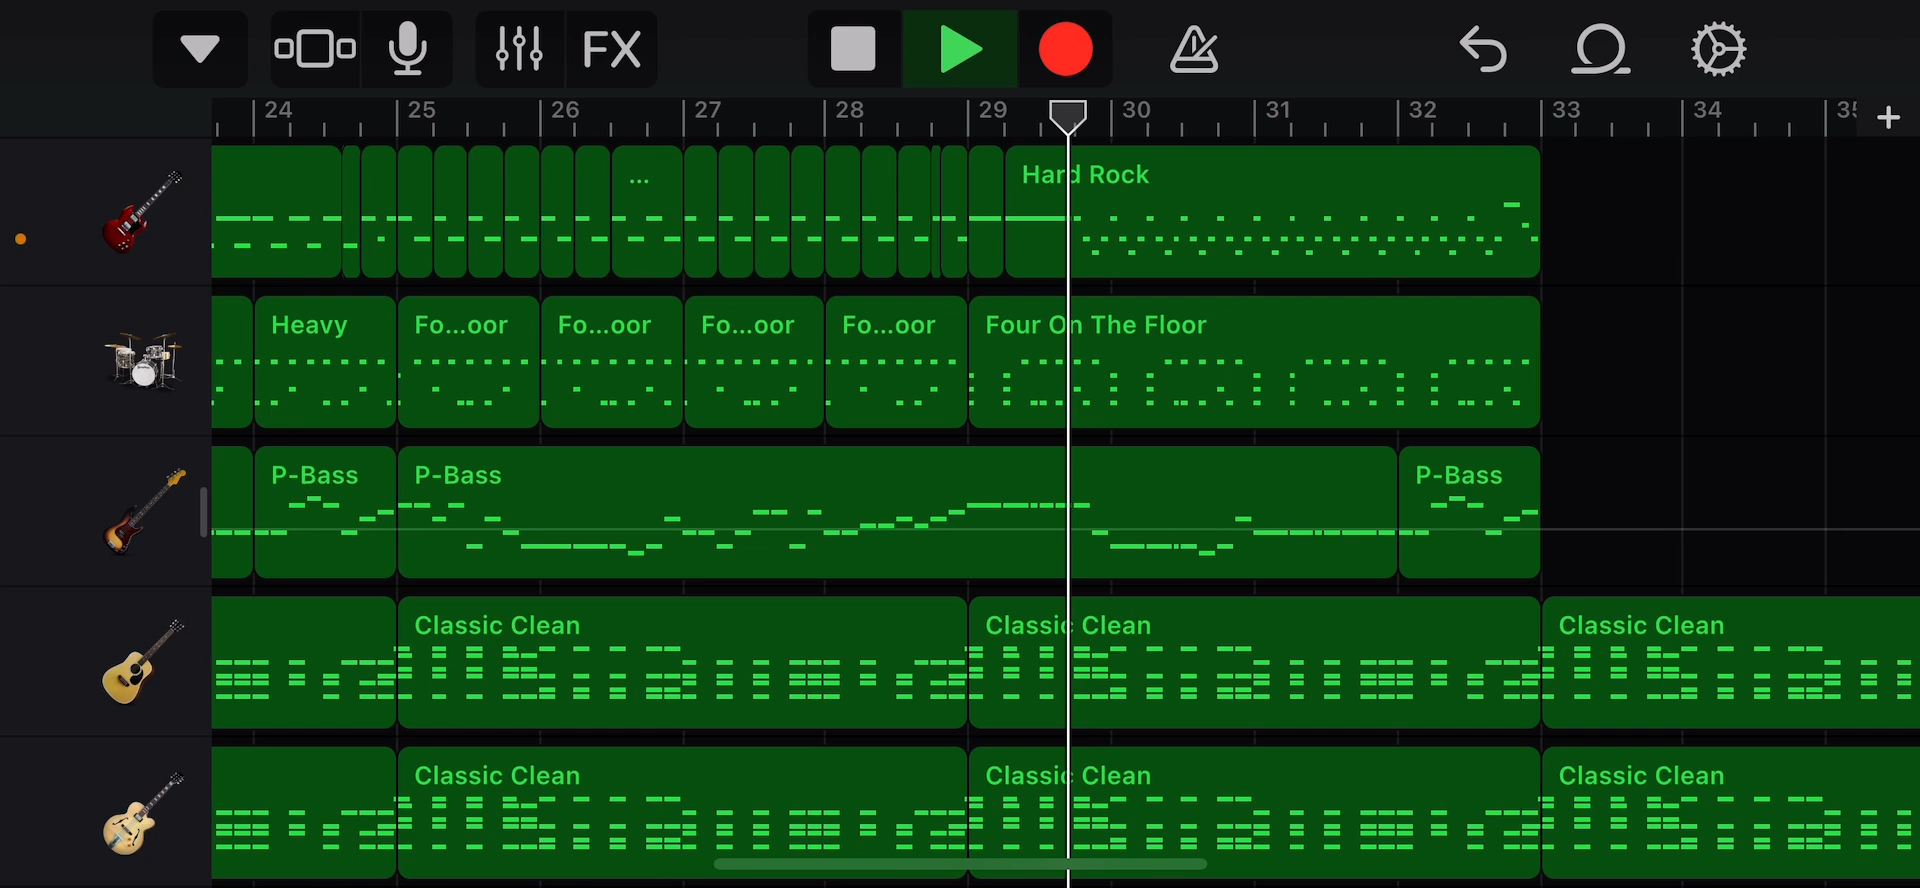 FX
24 25 26 27 28 29 30 31 32 33 34 +
...
Hard Rock
Heavy Fo...oor Fo...oor Fo...oor Fo...oor Four On The Floor
P-Bass P-Bass P-Bass
Classic Clean Classic Clean Classic Clean
Classic Clean Classic Clean Classic Clean